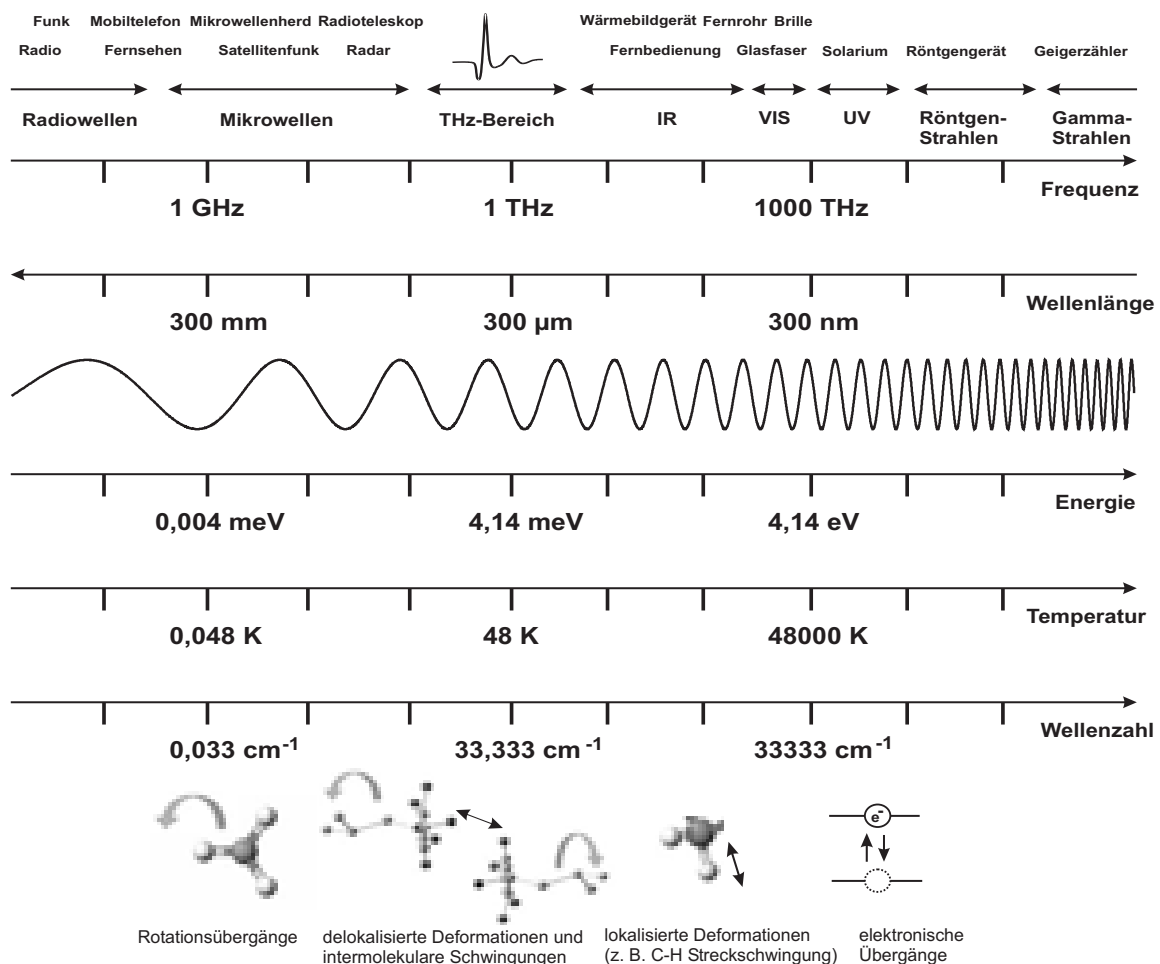 Funk Mobiltelefon Mikrowellenherd Radioteleskop Wärmebildgerät Fernrohr Brille
Radio Fernsehen Satellitenfunk Radar Fernbedienung Glasfaser Solarium Röntgengerät Geigerzähler
Radiowellen Mikrowellen THz-Bereich IR VIS UV Röntgen- Gamma-
Strahlen Strahlen
Frequenz
1 GHz 1 THz 1000 THz
Wellenlänge
300 mm 300 µm 300 nm
Energie
0,004 meV 4,14 meV 4,14 eV
Temperatur
0,048 K 48 K 48000 K
Wellenzahl
0,033 cm⁻¹ 33,333 cm⁻¹ 33333 cm⁻¹
e⁻
Rotationsübergänge delokalisierte Deformationen und lokalisierte Deformationen elektronische
intermolekulare Schwingungen (z. B. C-H Streckschwingung) Übergänge